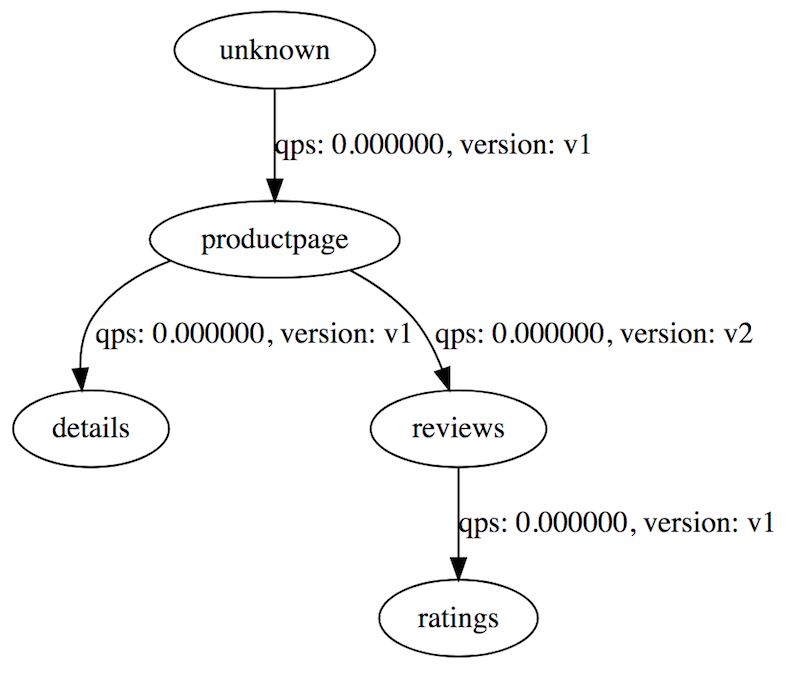 unknown
qps: 0.000000, version: v1
productpage
qps: 0.000000, version: v1
qps: 0.000000, version: v2
details
reviews
qps: 0.000000, version: v1
ratings